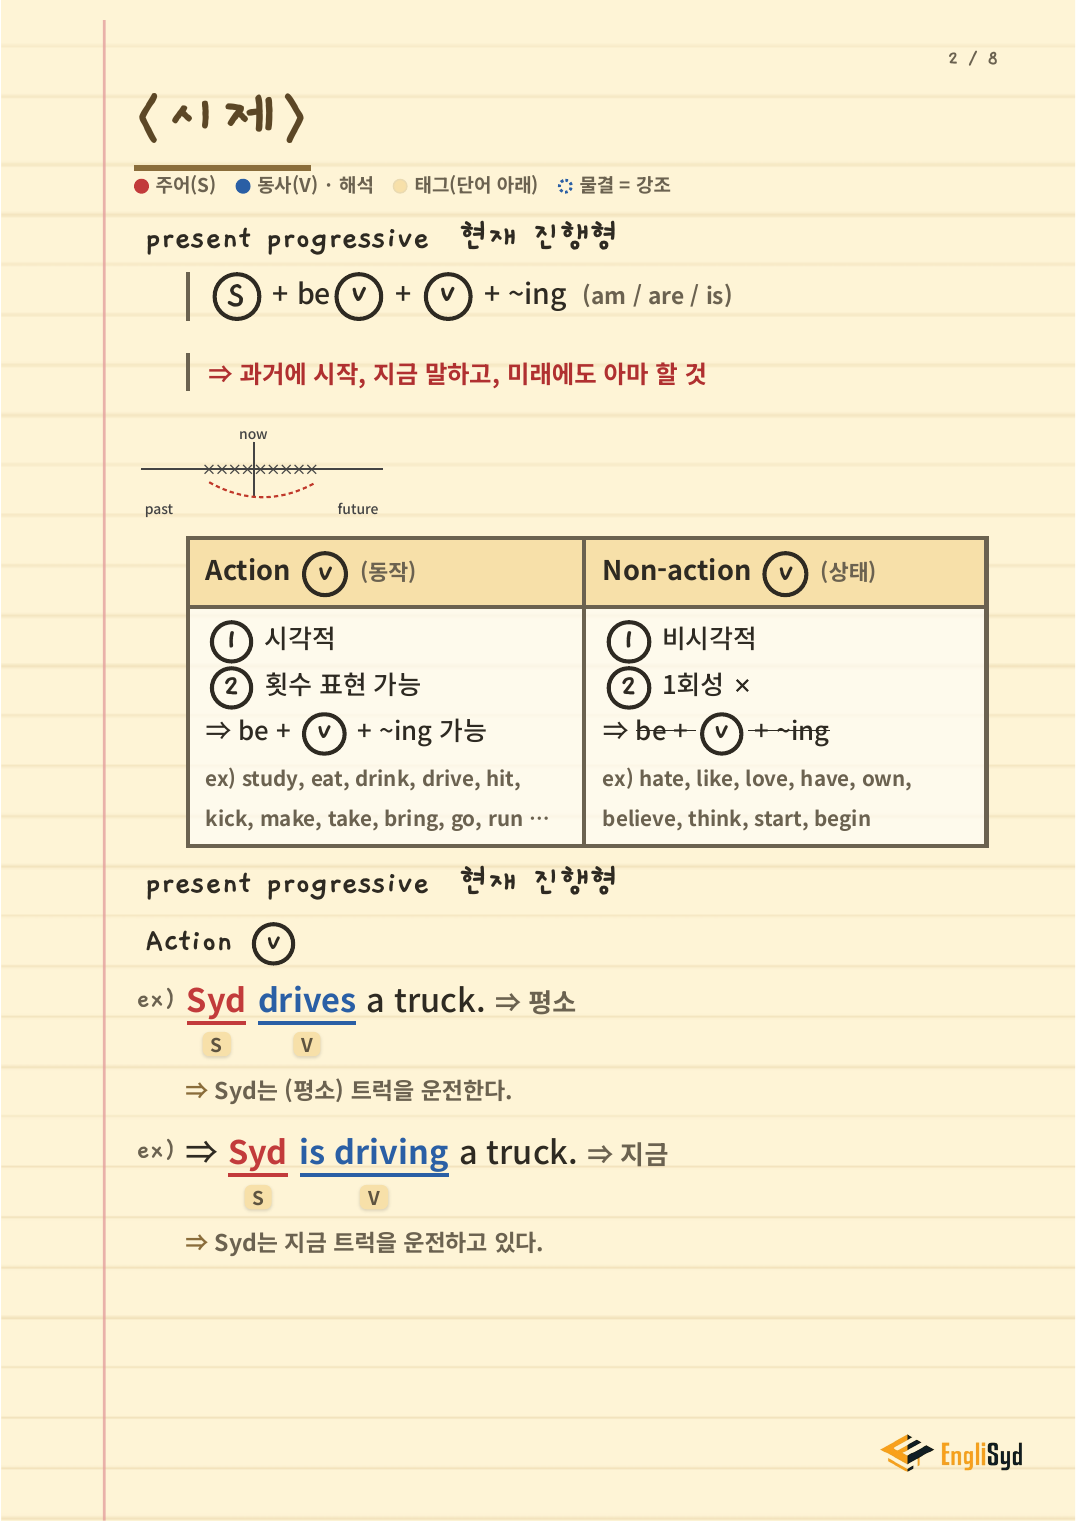 2 / 8
〈시제〉
주어(S) 동사(V) · 해석 태그(단어 아래) 물결 = 강조
present progressive 현재 진행형
S + be V + V + ~ing (am / are / is)
⇒ 과거에 시작, 지금 말하고, 미래에도 아마 할 것
now
past future
Action V (동작)
Non-action V (상태)
1 시각적
2 횟수 표현 가능
⇒ be + V + ~ing 가능
ex) study, eat, drink, drive, hit,
kick, make, take, bring, go, run ⋯
1 비시각적
2 1회성 ×
⇒ be + V + ~ing
ex) hate, like, love, have, own,
believe, think, start, begin
present progressive 현재 진행형
Action V
ex) Syd drives a truck. ⇒ 평소
S V
⇒ Syd는 (평소) 트럭을 운전한다.
ex) ⇒ Syd is driving a truck. ⇒ 지금
S V
⇒ Syd는 지금 트럭을 운전하고 있다.
EngliSyd